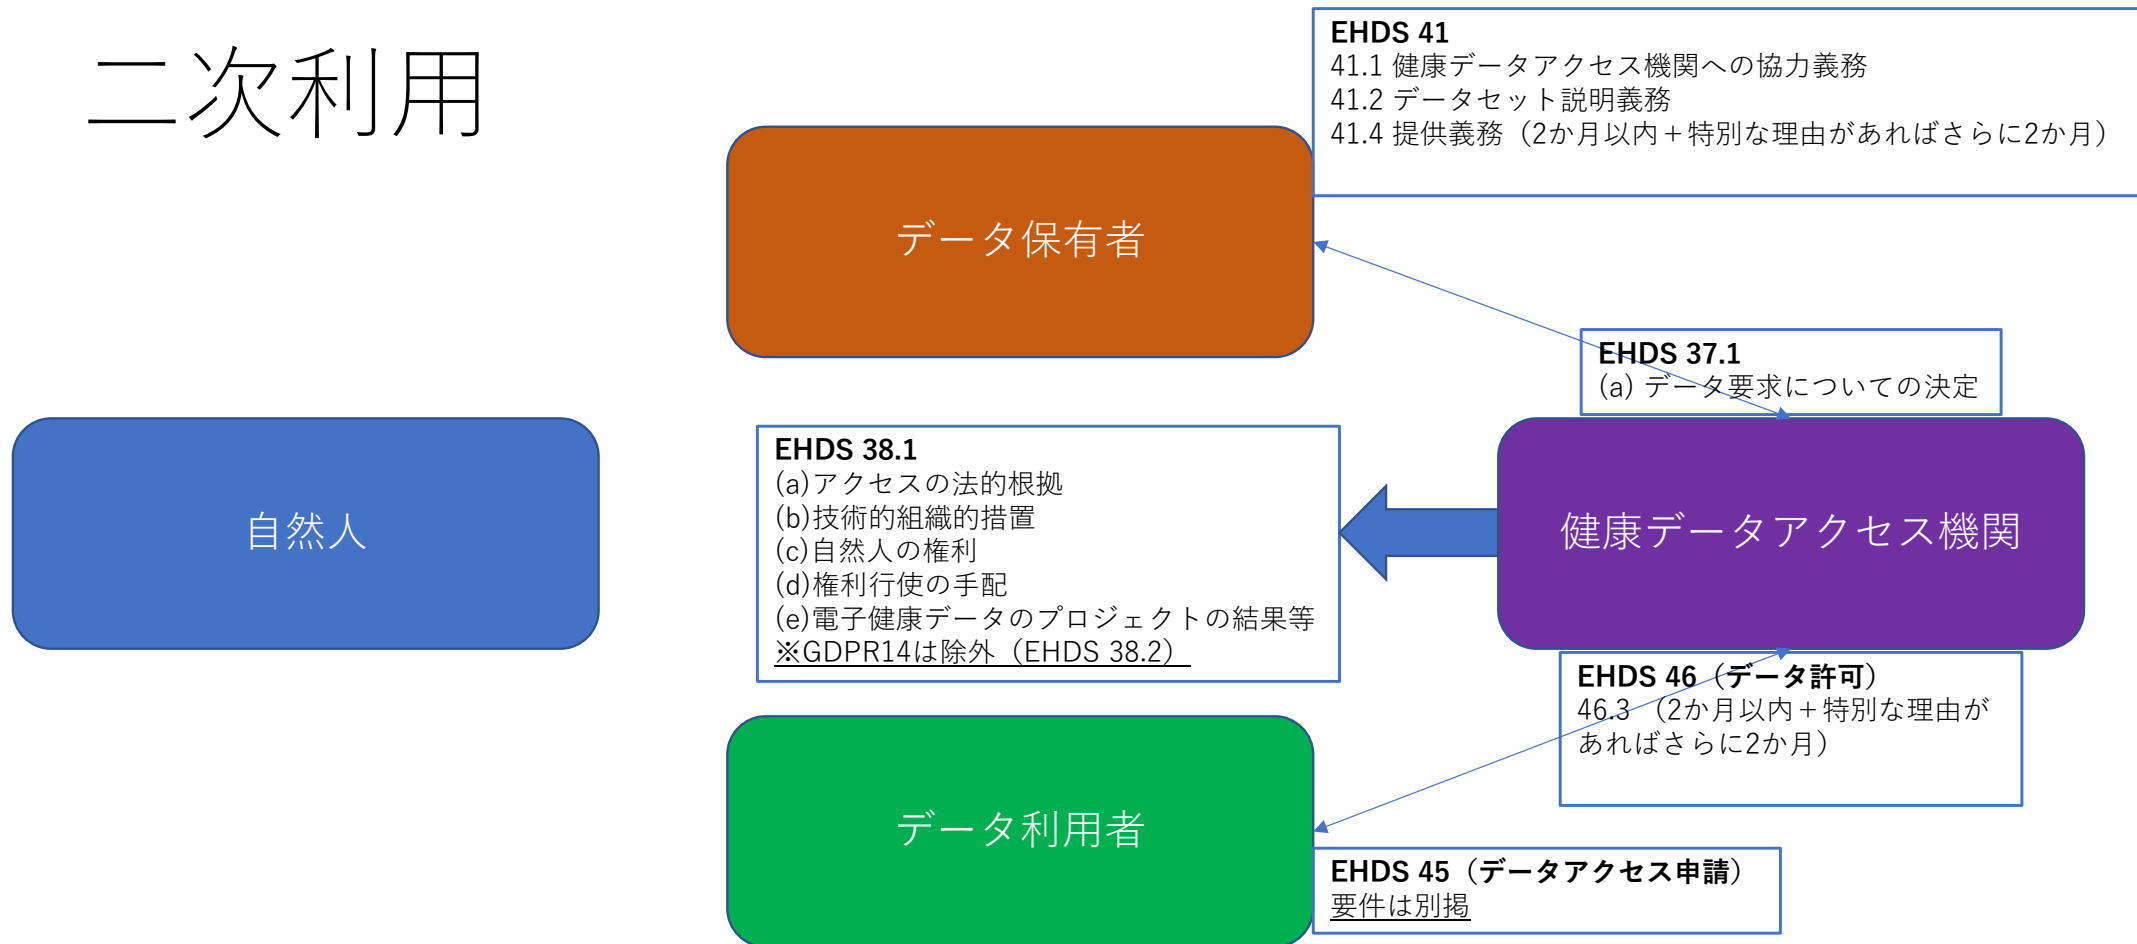 二次利用
EHDS 41
41.1 健康データアクセス機関への協力義務
41.2 データセット説明義務
41.4 提供義務（2か月以内＋特別な理由があればさらに2か月）
データ保有者
EHDS 37.1
(a) データ要求についての決定
自然人
EHDS 38.1
(a)アクセスの法的根拠
(b)技術的組織的措置
(c)自然人の権利
(d)権利行使の手配
(e)電子健康データのプロジェクトの結果等
※GDPR14は除外（EHDS 38.2）
健康データアクセス機関
EHDS 46（データ許可）
46.3 （2か月以内＋特別な理由が
あればさらに2か月）
データ利用者
EHDS 45（データアクセス申請）
要件は別掲